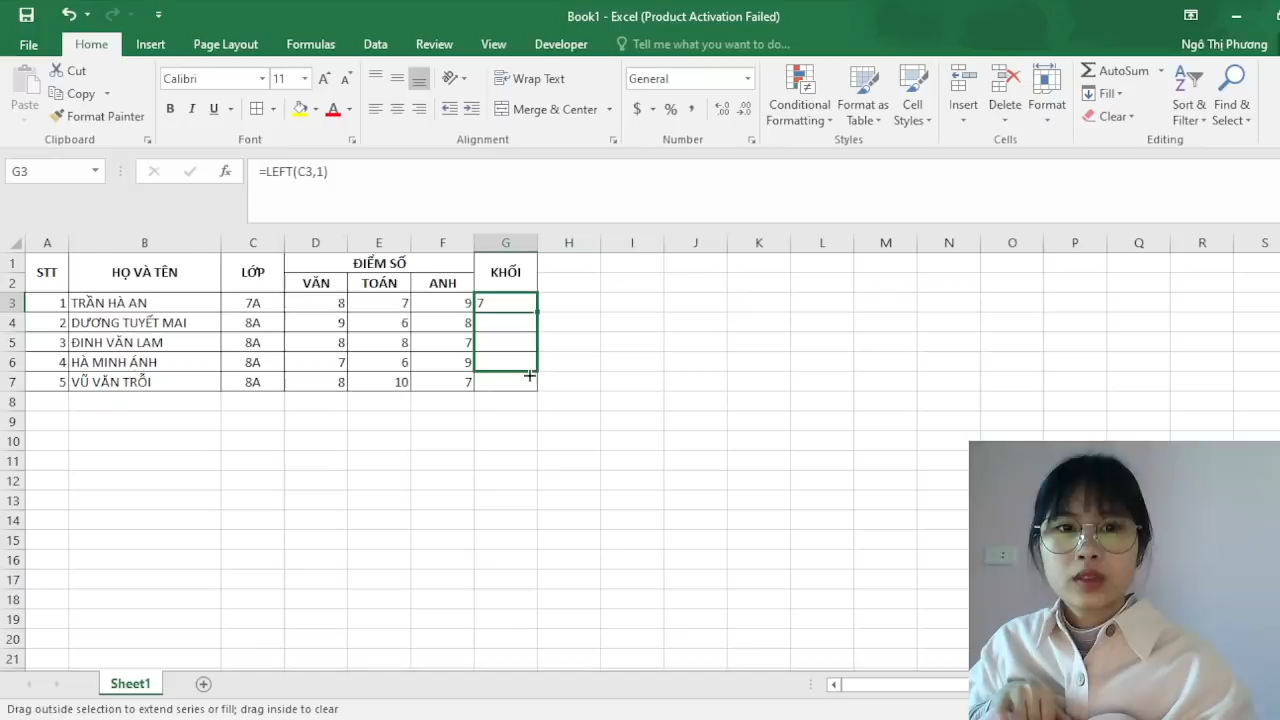 Book1 - Excel (Product Activation Failed)
File Home Insert Page Layout Formulas Data Review View Developer Tell me what you want to do... Ngô Thị Phương
Paste Cut Copy Format Painter
Clipboard
Calibri 11
B I U
Font
Wrap Text
Merge & Center
Alignment
General
$ % ,
Number
Conditional Formatting Format as Table Cell Styles
Styles
Insert Delete Format
Cells
AutoSum
Fill
Clear
Sort & Filter Find & Select
Editing
G3 fx =LEFT(C3,1)
A B C D E F G H I J K L M N O P Q R S
1 STT HỌ VÀ TÊN LỚP ĐIỂM SỐ KHỐI
2 VĂN TOÁN ANH
3 1 TRẦN HÀ AN 7A 8 7 9 7
4 2 DƯƠNG TUYẾT MAI 8A 9 6 8
5 3 ĐINH VĂN LAM 8A 8 8 7
6 4 HÀ MINH ÁNH 8A 7 6 9
7 5 VŨ VĂN TRỖI 8A 8 10 7
8
9
10
11
12
13
14
15
16
17
18
19
20
21
Sheet1
Drag outside selection to extend series or fill; drag inside to clear